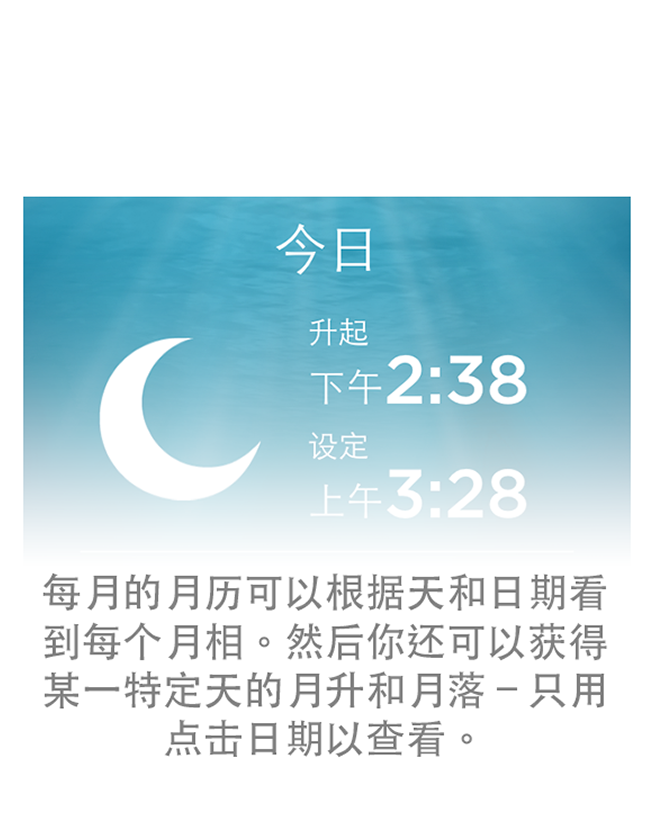 今日
升起
下午2:38
设定
上午3:28
每月的月历可以根据天和日期看
到每个月相。然后你还可以获得
某一特定天的月升和月落 – 只用
点击日期以查看。